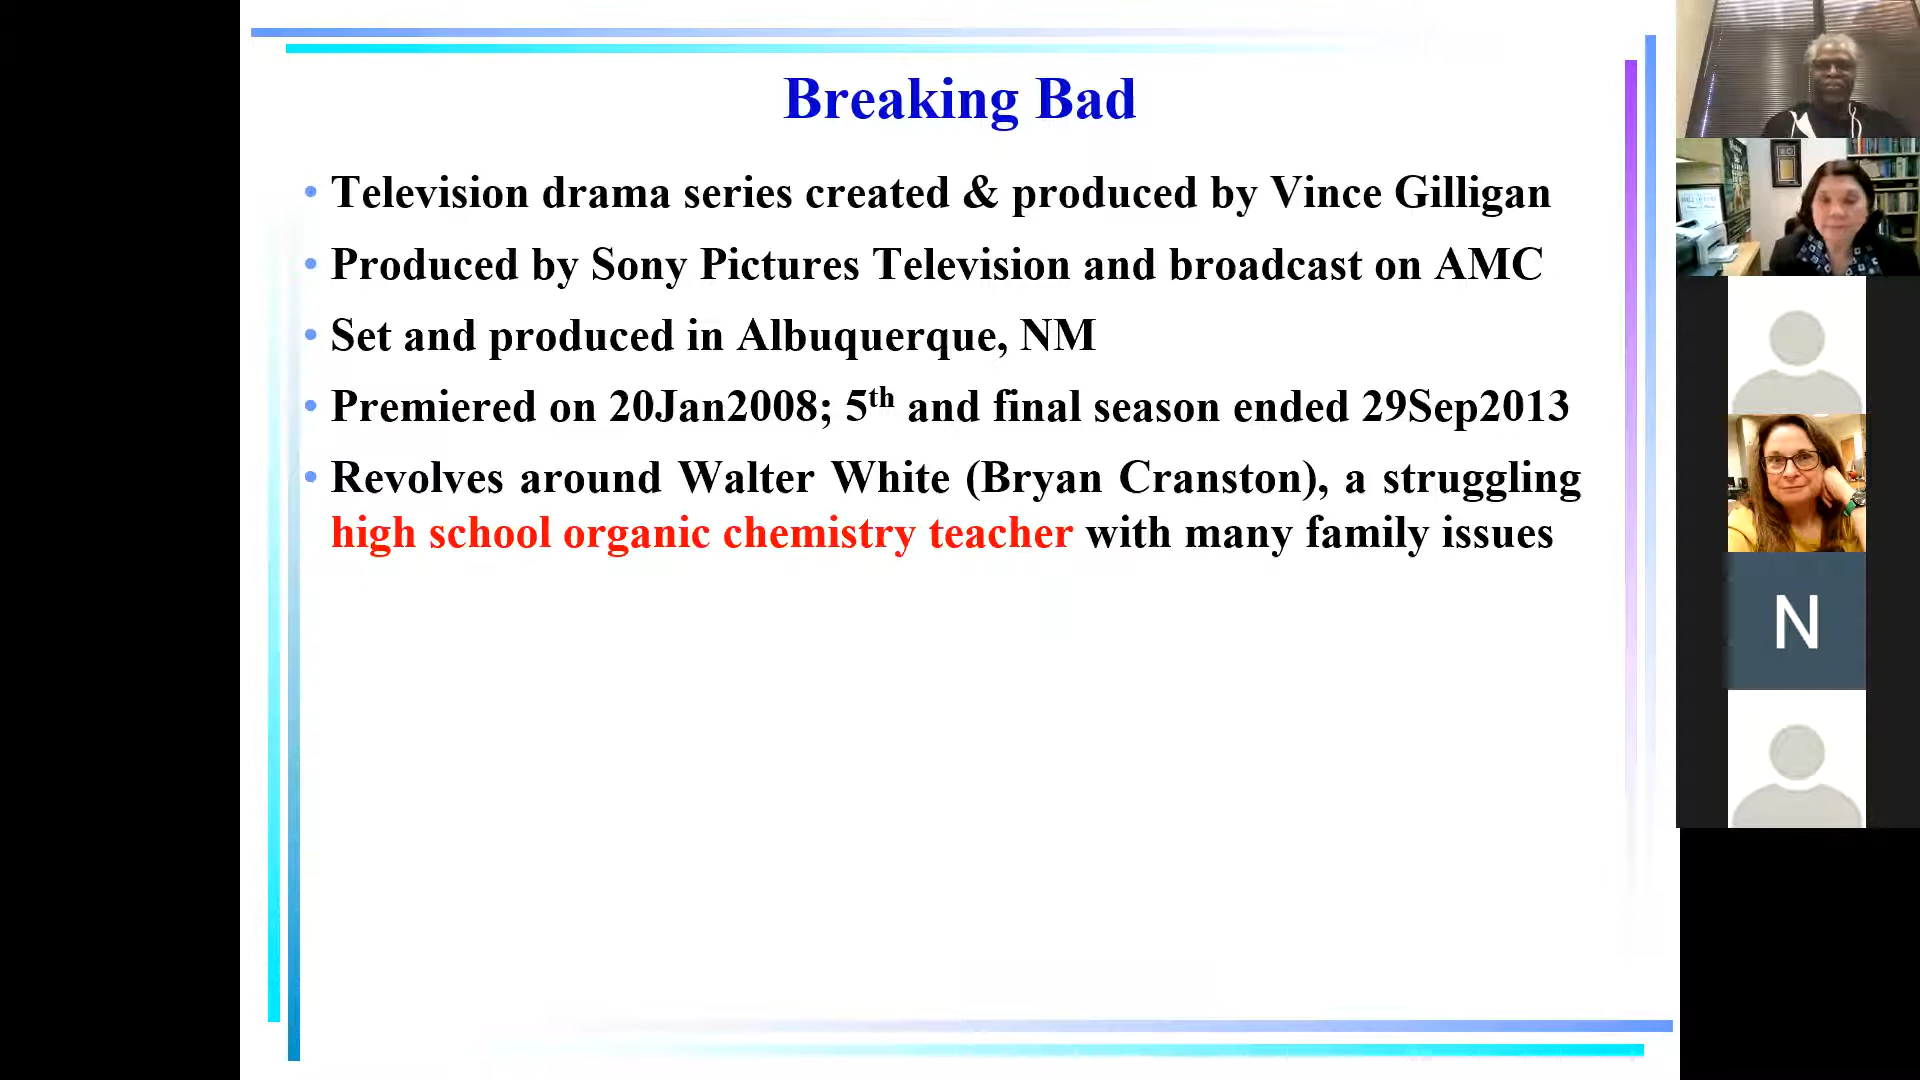 Breaking Bad
• Television drama series created & produced by Vince Gilligan
• Produced by Sony Pictures Television and broadcast on AMC
• Set and produced in Albuquerque, NM
• Premiered on 20Jan2008; 5th and final season ended 29Sep2013
• Revolves around Walter White (Bryan Cranston), a struggling
high school organic chemistry teacher with many family issues
N